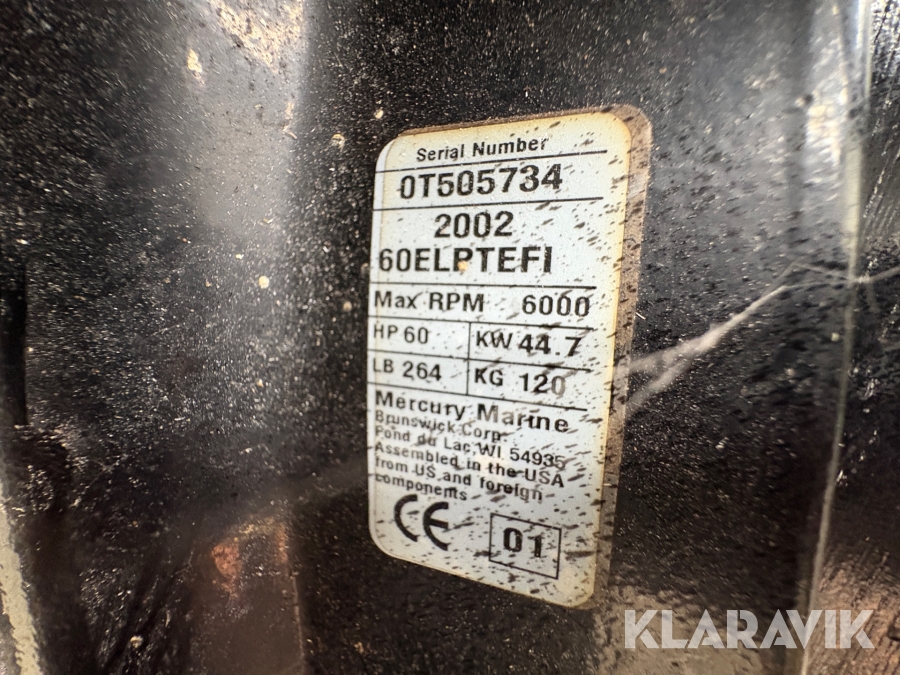 Serial Number
0T505734
2002
60ELPTEFI
Max RPM 6000
HP 60 KW 44.7
LB 264 KG 120
Mercury Marine
Brunswick Corp.
Fond du Lac, WI 54935
Assembled in the USA
from US and foreign
components
CE 01
KLARAVIK